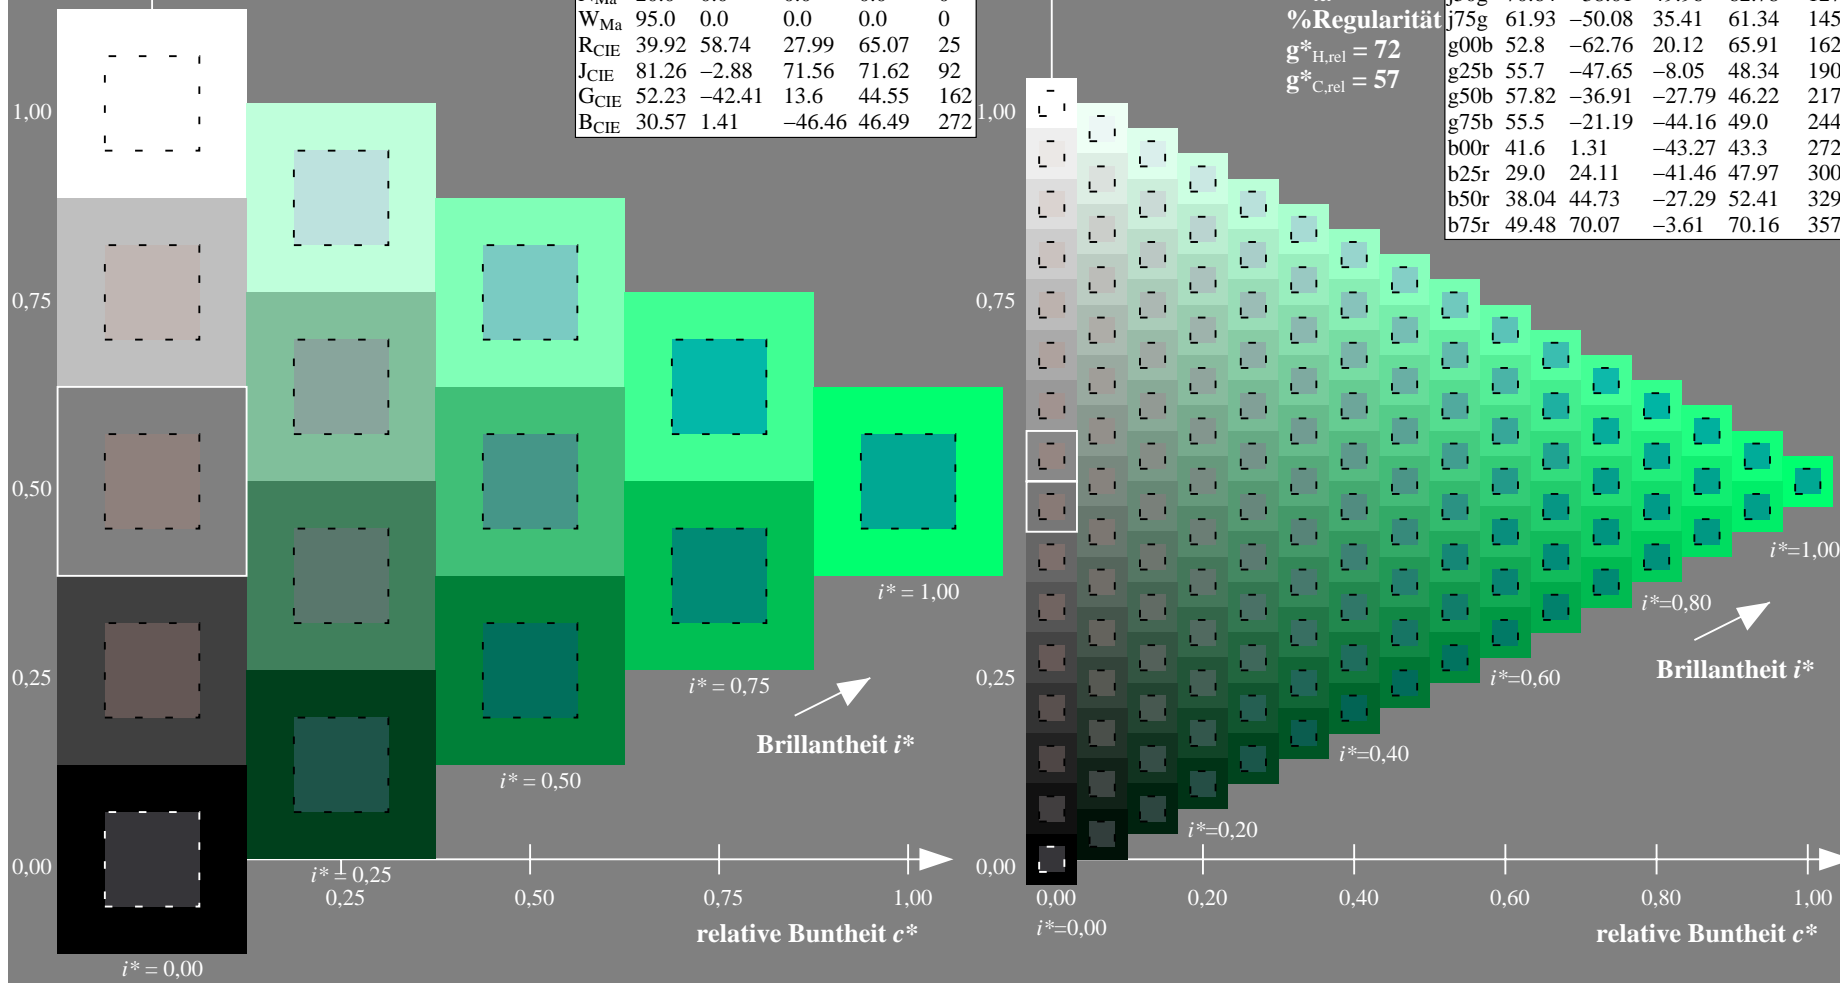 W_Ma 95.0 0.0 0.0 0.0 0
R_CIE 39.92 58.74 27.99 65.07 25
J_CIE 81.26 −2.88 71.56 71.62 92
G_CIE 52.23 −42.41 13.6 44.55 162
B_CIE 30.57 1.41 −46.46 46.49 272
1,00
0,75
0,50
0,25
0,00
i* = 1,00
i* = 0,75
Brillantheit i*
i* = 0,50
i* = 0,25
0,25 0,50 0,75 1,00
relative Buntheit c*
i* = 0,00
%Regularität
g*_H,rel = 72
g*_C,rel = 57
j75g 61.93 −50.08 35.41 61.34 145
g00b 52.8 −62.76 20.12 65.91 162
g25b 55.7 −47.65 −8.05 48.34 190
g50b 57.82 −36.91 −27.79 46.22 217
g75b 55.5 −21.19 −44.16 49.0 244
b00r 41.6 1.31 −43.27 43.3 272
b25r 29.0 24.11 −41.46 47.97 300
b50r 38.04 44.73 −27.29 52.41 329
b75r 49.48 70.07 −3.61 70.16 357
1,00
0,75
0,25
0,00
i*=1,00
i*=0,80
Brillantheit i*
i*=0,60
i*=0,40
i*=0,20
0,00 0,20 0,40 0,60 0,80 1,00
i*=0,00
relative Buntheit c*